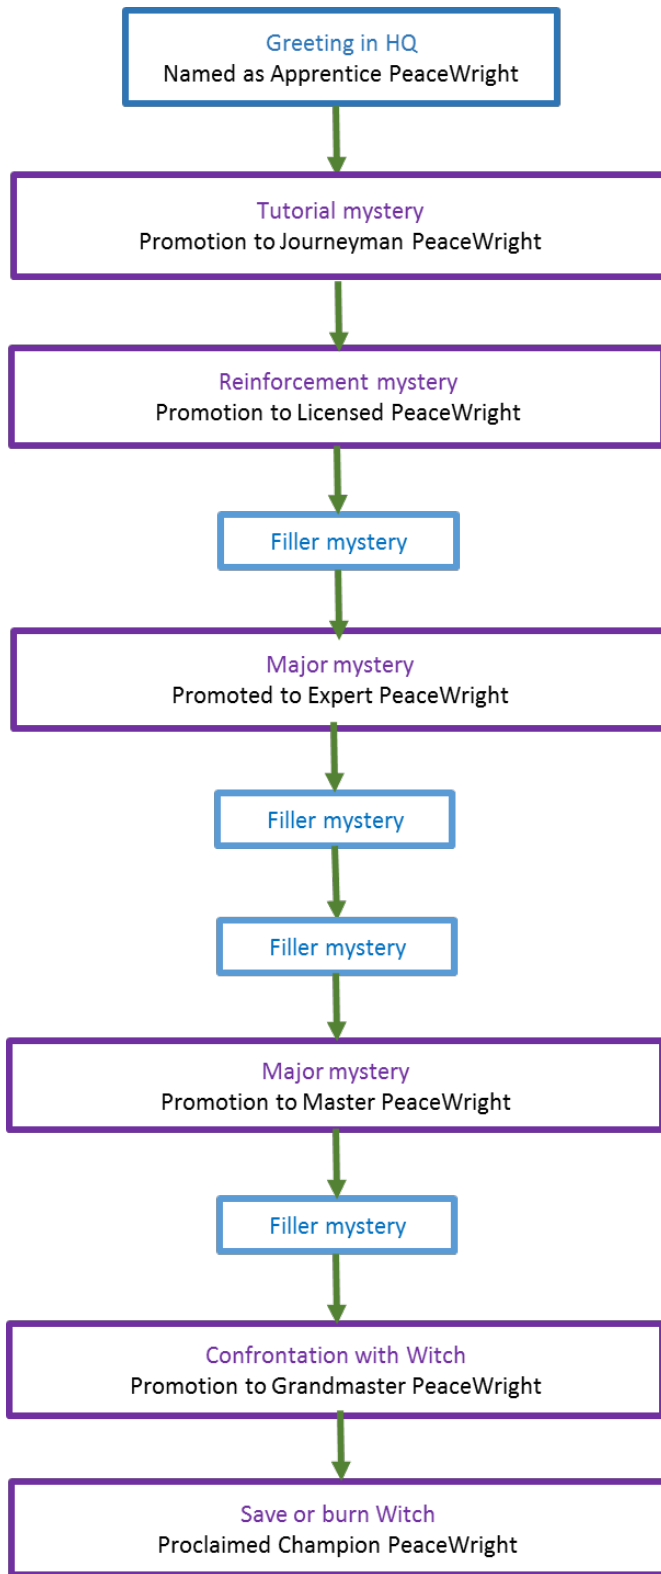 Greeting in HQ
Named as Apprentice PeaceWright
Tutorial mystery
Promotion to Journeyman PeaceWright
Reinforcement mystery
Promotion to Licensed PeaceWright
Filler mystery
Major mystery
Promoted to Expert PeaceWright
Filler mystery
Filler mystery
Major mystery
Promotion to Master PeaceWright
Filler mystery
Confrontation with Witch
Promotion to Grandmaster PeaceWright
Save or burn Witch
Proclaimed Champion PeaceWright